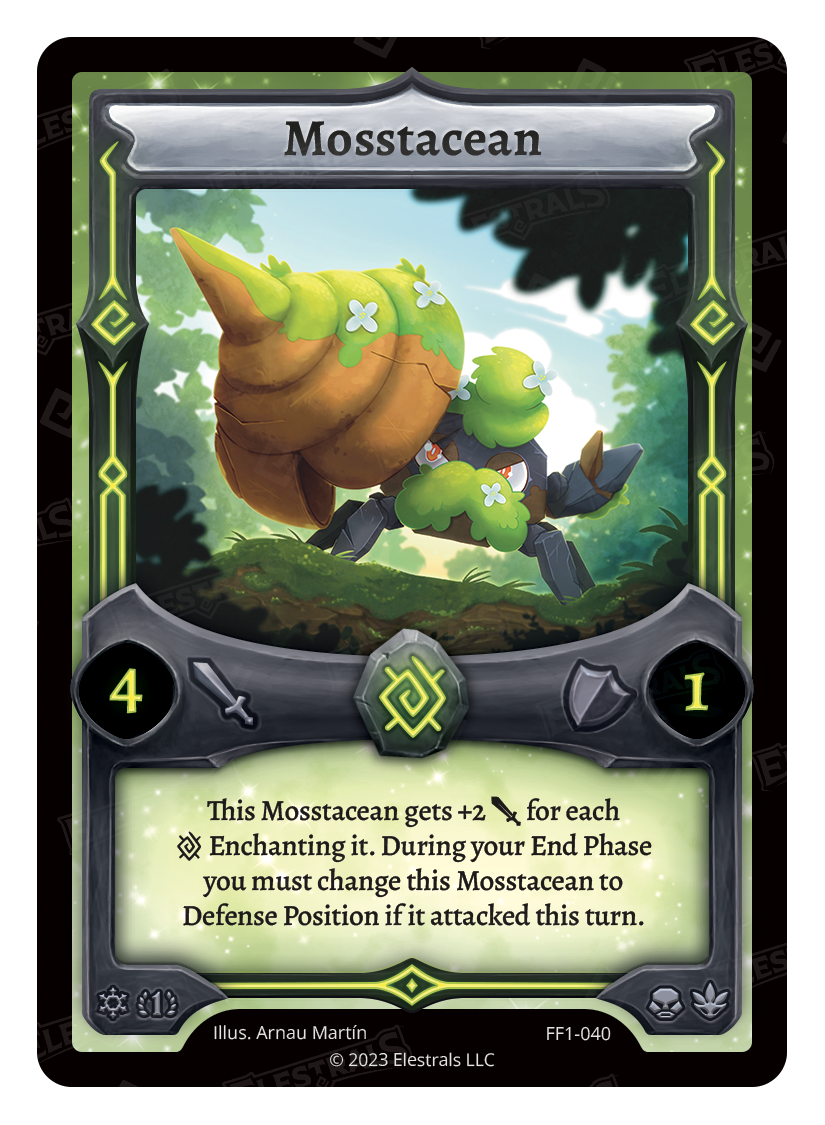 Mosstacean
4
1
This Mosstacean gets +2 for each
Enchanting it. During your End Phase
you must change this Mosstacean to
Defense Position if it attacked this turn.
1
Illus. Arnau Martín
FF1-040
© 2023 Elestrals LLC